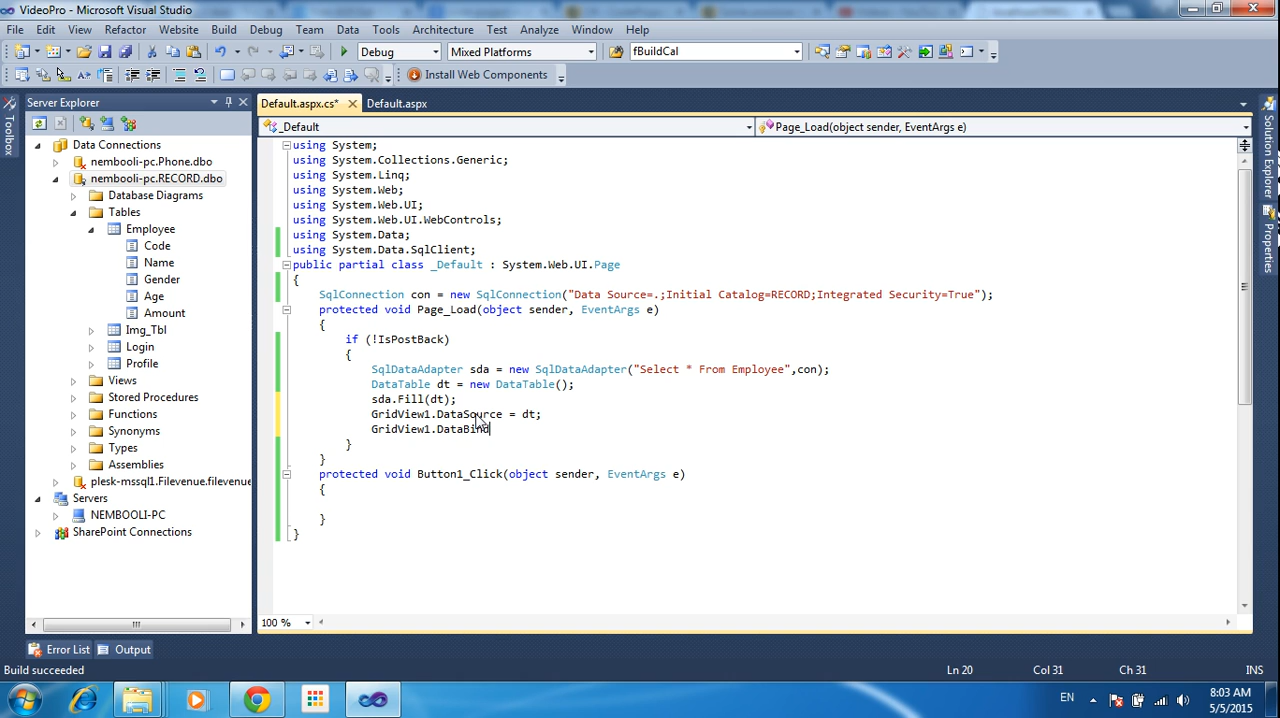 VideoPro - Microsoft Visual Studio
File Edit View Refactor Website Build Debug Team Data Tools Architecture Test Analyze Window Help
Debug Mixed Platforms fBuildCal
Install Web Components
Server Explorer
Default.aspx.cs* Default.aspx
_Default Page_Load(object sender, EventArgs e)
Toolbox
Data Connections
nembooli-pc.Phone.dbo
nembooli-pc.RECORD.dbo
Database Diagrams
Tables
Employee
Code
Name
Gender
Age
Amount
Img_Tbl
Login
Profile
Views
Stored Procedures
Functions
Synonyms
Types
Assemblies
plesk-mssql1.Filevenue.filevenue
Servers
NEMBOOLI-PC
SharePoint Connections
using System;
using System.Collections.Generic;
using System.Linq;
using System.Web;
using System.Web.UI;
using System.Web.UI.WebControls;
using System.Data;
using System.Data.SqlClient;
public partial class _Default : System.Web.UI.Page
{
SqlConnection con = new SqlConnection("Data Source=.;Initial Catalog=RECORD;Integrated Security=True");
protected void Page_Load(object sender, EventArgs e)
{
if (!IsPostBack)
{
SqlDataAdapter sda = new SqlDataAdapter("Select * From Employee",con);
DataTable dt = new DataTable();
sda.Fill(dt);
GridView1.DataSource = dt;
GridView1.DataBind
}
}
protected void Button1_Click(object sender, EventArgs e)
{
}
}
Solution Explorer
Properties
100 %
Error List Output
Build succeeded Ln 20 Col 31 Ch 31 INS
EN 8:03 AM
5/5/2015